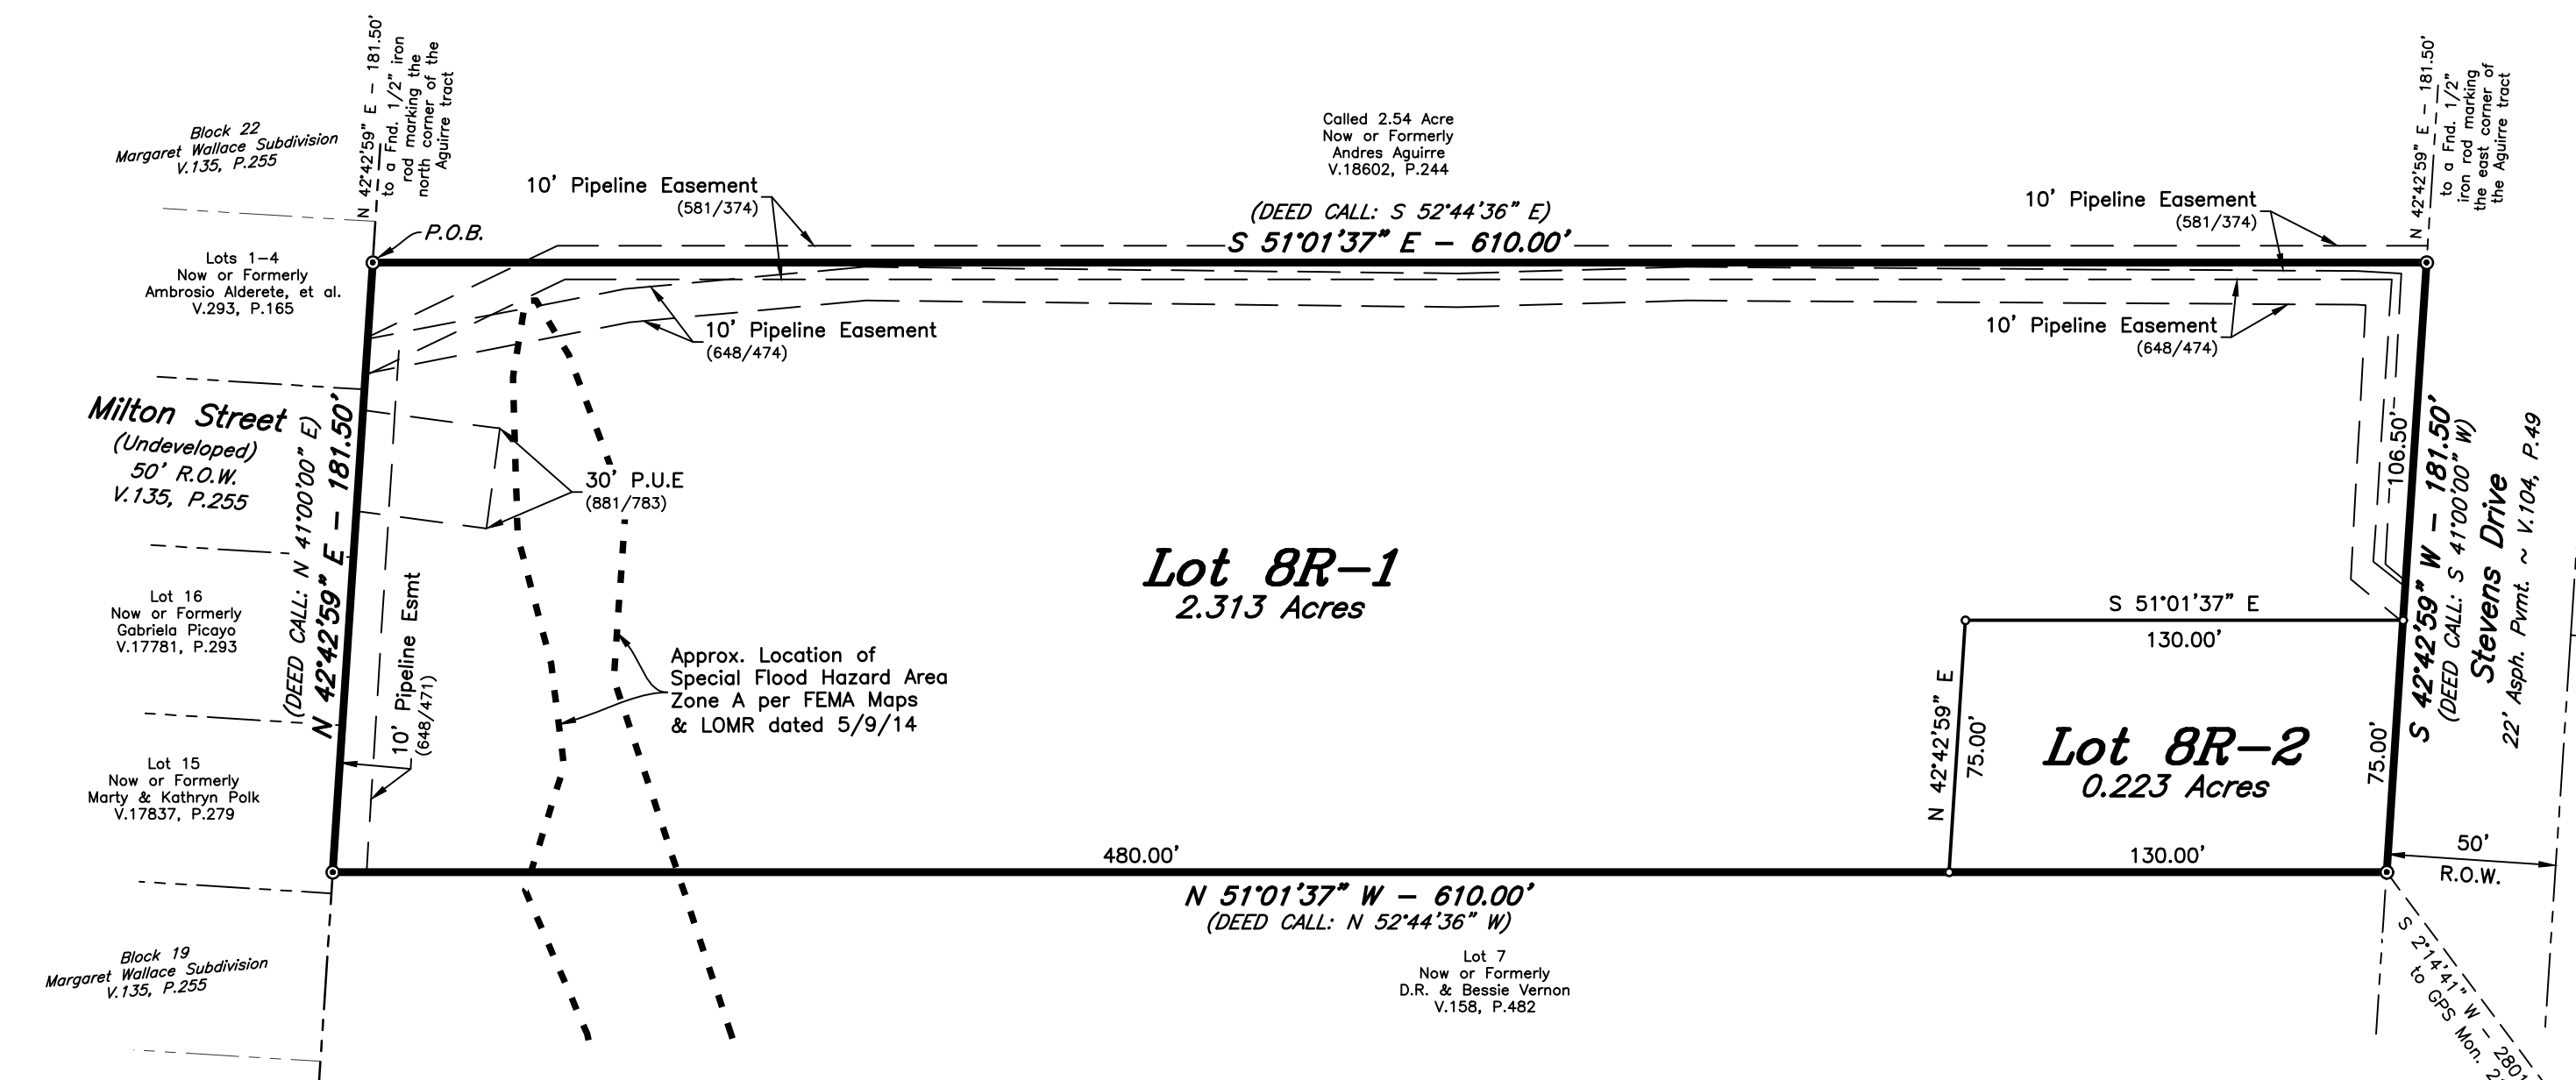 N 42°42'59" E - 181.50'
to a Fnd. 1/2" iron
rod marking the
north corner of the
Aguirre tract
Block 22
Margaret Wallace Subdivision
V.135, P.255
P.O.B.
10' Pipeline Easement
(581/374)
Called 2.54 Acre
Now or Formerly
Andres Aguirre
V.18602, P.244
(DEED CALL: S 52°44'36" E)
S 51°01'37" E - 610.00'
10' Pipeline Easement
(581/374)
N 42°42'59" E - 181.50'
to a Fnd. 1/2"
iron rod marking
the east corner of
the Aguirre tract
Lots 1-4
Now or Formerly
Ambrosio Alderete, et al.
V.293, P.165
10' Pipeline Easement
(648/474)
10' Pipeline Easement
(648/474)
Milton Street
(Undeveloped)
50' R.O.W.
V.135, P.255
(DEED CALL: N 41°00'00" E)
N 42°42'59" E - 181.50'
30' P.U.E
(881/783)
106.50'
S 42°42'59" W - 181.50'
(DEED CALL: S 41°00'00" W)
Stevens Drive
22' Asph. Pvmt. ~ V.104, P.49
Lot 16
Now or Formerly
Gabriela Picayo
V.17781, P.293
10' Pipeline Esmt
(648/471)
Lot 8R-1
2.313 Acres
Approx. Location of
Special Flood Hazard Area
Zone A per FEMA Maps
& LOMR dated 5/9/14
S 51°01'37" E
130.00'
N 42°42'59" E
75.00'
Lot 8R-2
0.223 Acres
75.00'
Lot 15
Now or Formerly
Marty & Kathryn Polk
V.17837, P.279
480.00'
130.00'
50'
R.O.W.
N 51°01'37" W - 610.00'
(DEED CALL: N 52°44'36" W)
Lot 7
Now or Formerly
D.R. & Bessie Vernon
V.158, P.482
Block 19
Margaret Wallace Subdivision
V.135, P.255
S 2°14'41" W - 2801
to GPS Mon.